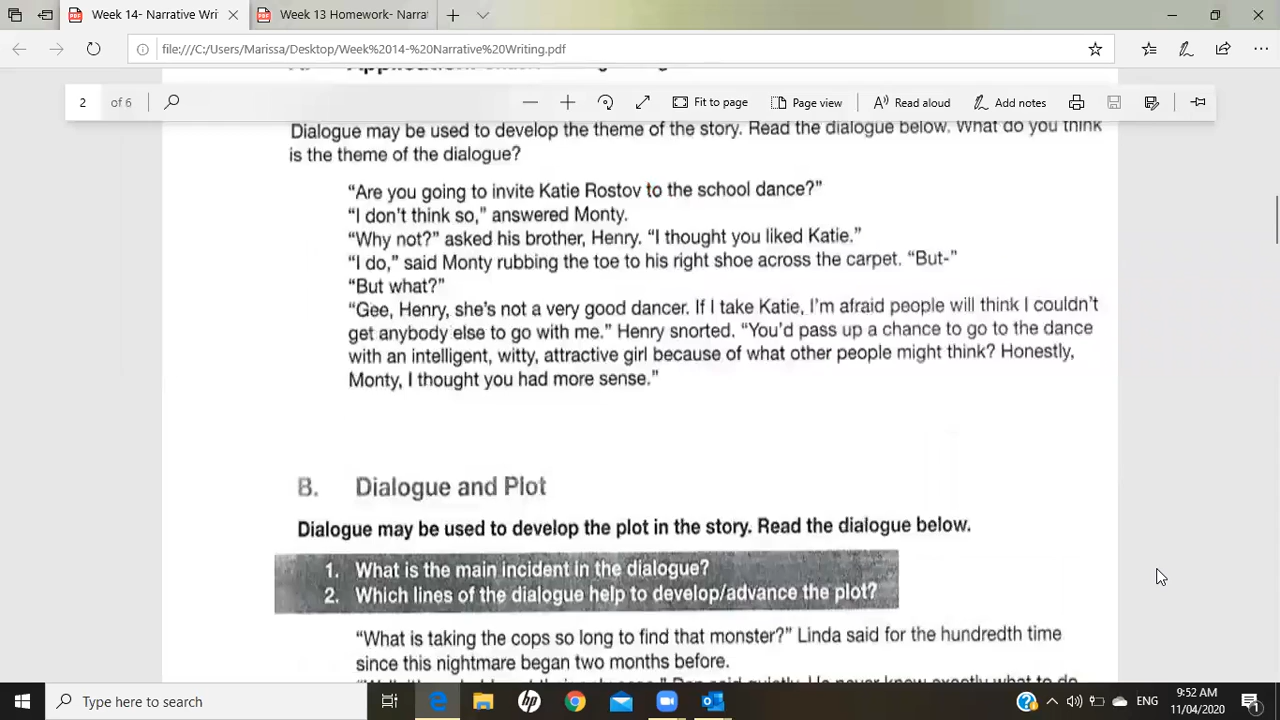 Week 14- Narrative Wri
Week 13 Homework- Narrat
file:///C:/Users/Marissa/Desktop/Week%2014-%20Narrative%20Writing.pdf
2 of 6
Fit to page
Page view
Read aloud
Add notes
Dialogue may be used to develop the theme of the story. Read the dialogue below. What do you think
is the theme of the dialogue?
“Are you going to invite Katie Rostov to the school dance?”
“I don't think so,” answered Monty.
“Why not?” asked his brother, Henry. “I thought you liked Katie.”
“I do,” said Monty rubbing the toe to his right shoe across the carpet. “But-”
“But what?”
“Gee, Henry, she's not a very good dancer. If I take Katie, I'm afraid people will think I couldn't
get anybody else to go with me.” Henry snorted. “You'd pass up a chance to go to the dance
with an intelligent, witty, attractive girl because of what other people might think? Honestly,
Monty, I thought you had more sense.”
B. Dialogue and Plot
Dialogue may be used to develop the plot in the story. Read the dialogue below.
1. What is the main incident in the dialogue?
2. Which lines of the dialogue help to develop/advance the plot?
“What is taking the cops so long to find that monster?” Linda said for the hundredth time
since this nightmare began two months before.
Type here to search
hp
ENG
9:52 AM
11/04/2020
1